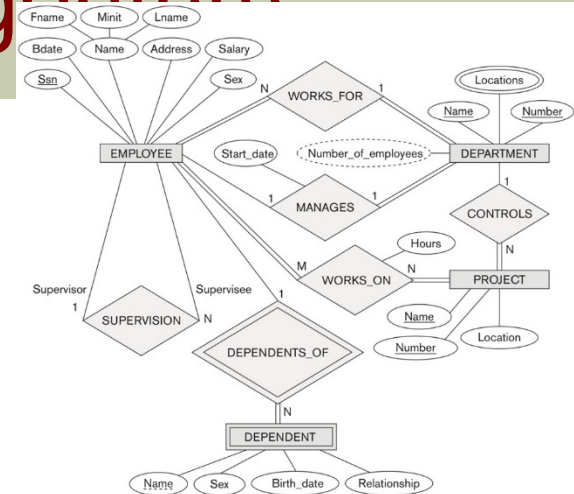 Fname
Minit
Lname
Bdate
Name
Address
Salary
Ssn
Sex
N
WORKS_FOR
1
Locations
Name
Number
EMPLOYEE
Start_date
Number_of_employees
DEPARTMENT
1
MANAGES
1
1
CONTROLS
N
Hours
M
WORKS_ON
N
PROJECT
Supervisor
1
Supervisee
N
SUPERVISION
1
Name
Number
Location
DEPENDENTS_OF
N
DEPENDENT
Name
Sex
Birth_date
Relationship